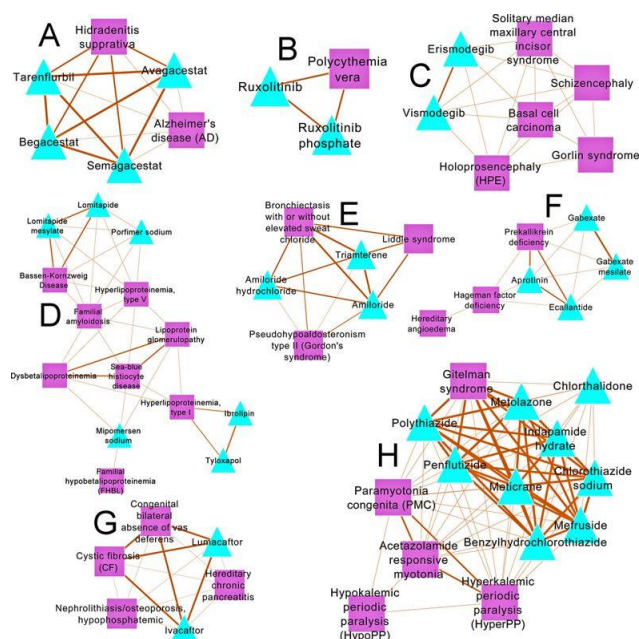 A
Hidradenitis
supprativa
Tarenflurbil
Avagacestat
Begacestat
Alzheimer's
disease (AD)
Semagacestat
B
Polycythemia
vera
Ruxolitinib
Ruxolitinib
phosphate
C
Solitary median
maxillary central
incisor
syndrome
Erismodegib
Schizencephaly
Vismodegib
Basal cell
carcinoma
Gorlin syndrome
Holoprosencephaly
(HPE)
D
Lomitapide
Lomitapide
mesylate
Porfimer sodium
Bassen-Kornzweig
Disease
Hyperlipoproteinemia,
type V
Familial
amyloidosis
Lipoprotein
glomerulopathy
Dysbetalipoproteinemia
Sea-blue
histiocyte
disease
Hyperlipoproteinemia,
type I
Ibrolipin
Mipomersen
sodium
Tyloxapol
Familial
hypobetalipoproteinemia
(FHBL)
E
Bronchiectasis
with or without
elevated sweat
chloride
Liddle syndrome
Triamterene
Amiloride
hydrochloride
Amiloride
Pseudohypoaldosteronism
type II (Gordon's
syndrome)
F
Gabexate
Prekallikrein
deficiency
Gabexate
mesilate
Aprotinin
Hageman factor
deficiency
Ecallantide
Hereditary
angioedema
G
Congenital
bilateral
absence of vas
deferens
Lumacaftor
Cystic fibrosis
(CF)
Hereditary
chronic
pancreatitis
Nephrolithiasis/osteoporosis,
hypophosphatemic
Ivacaftor
H
Gitelman
syndrome
Metolazone
Chlorthalidone
Polythiazide
Indapamide
hydrate
Penflutizide
Chlorothiazide
sodium
Meticrane
Paramyotonia
congenita (PMC)
Mefruside
Benzylhydrochlorothiazide
Acetazolamide
responsive
myotonia
Hypokalemic
periodic
paralysis
(HypoPP)
Hyperkalemic
periodic
paralysis
(HyperPP)